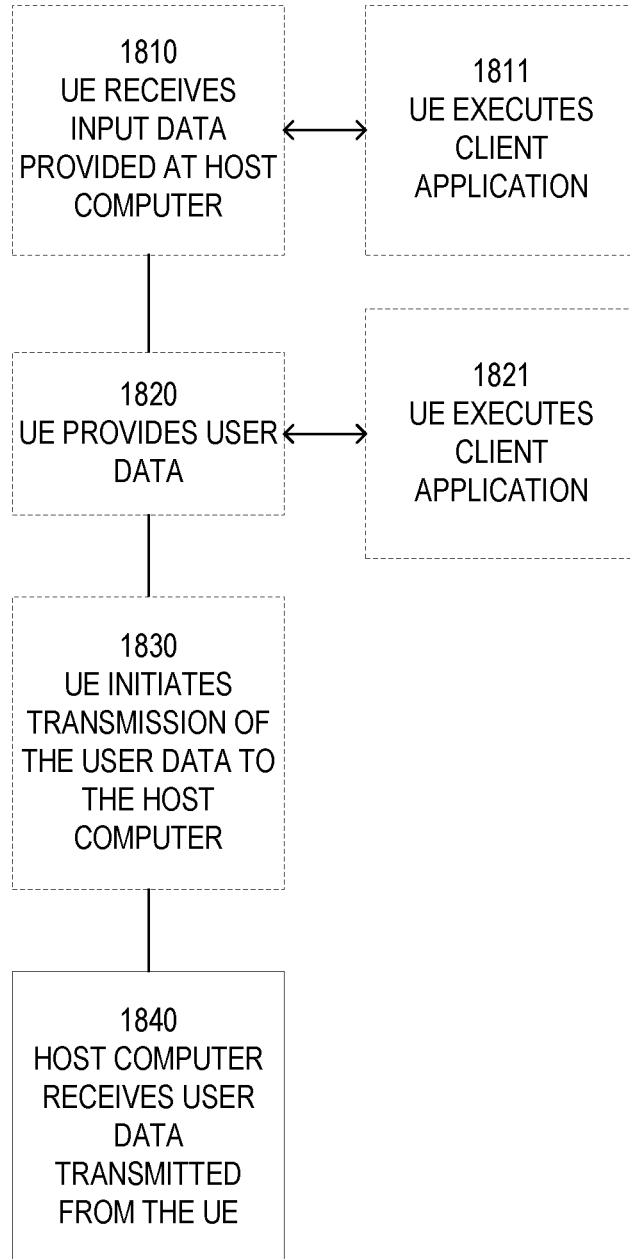 1810
UE RECEIVES
INPUT DATA
PROVIDED AT HOST
COMPUTER
1811
UE EXECUTES
CLIENT
APPLICATION
1820
UE PROVIDES USER
DATA
1821
UE EXECUTES
CLIENT
APPLICATION
1830
UE INITIATES
TRANSMISSION OF
THE USER DATA TO
THE HOST
COMPUTER
1840
HOST COMPUTER
RECEIVES USER
DATA
TRANSMITTED
FROM THE UE